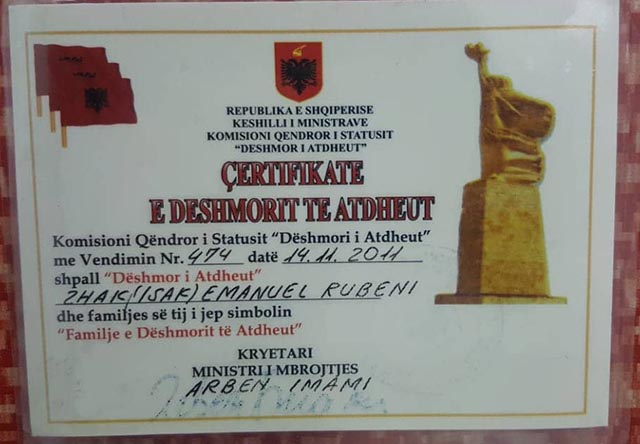 REPUBLIKA E SHQIPERISE
KESHILLI I MINISTRAVE
KOMISIONI QENDROR I STATUSIT
"DESHMOR I ATDHEUT"
ÇERTIFIKATE
E DESHMORIT TE ATDHEUT
Komisioni Qëndror i Statusit "Dëshmori i Atdheut"
me Vendimin Nr. 474 datë 14.11.2011
shpall "Dëshmor i Atdheut"
ZHAK (ISAK) EMANUEL RUBENI
dhe familjes së tij i jep simbolin
"Familje e Dëshmorit të Atdheut"
KRYETARI
MINISTRI I MBROJTJES
ARBEN IMAMI